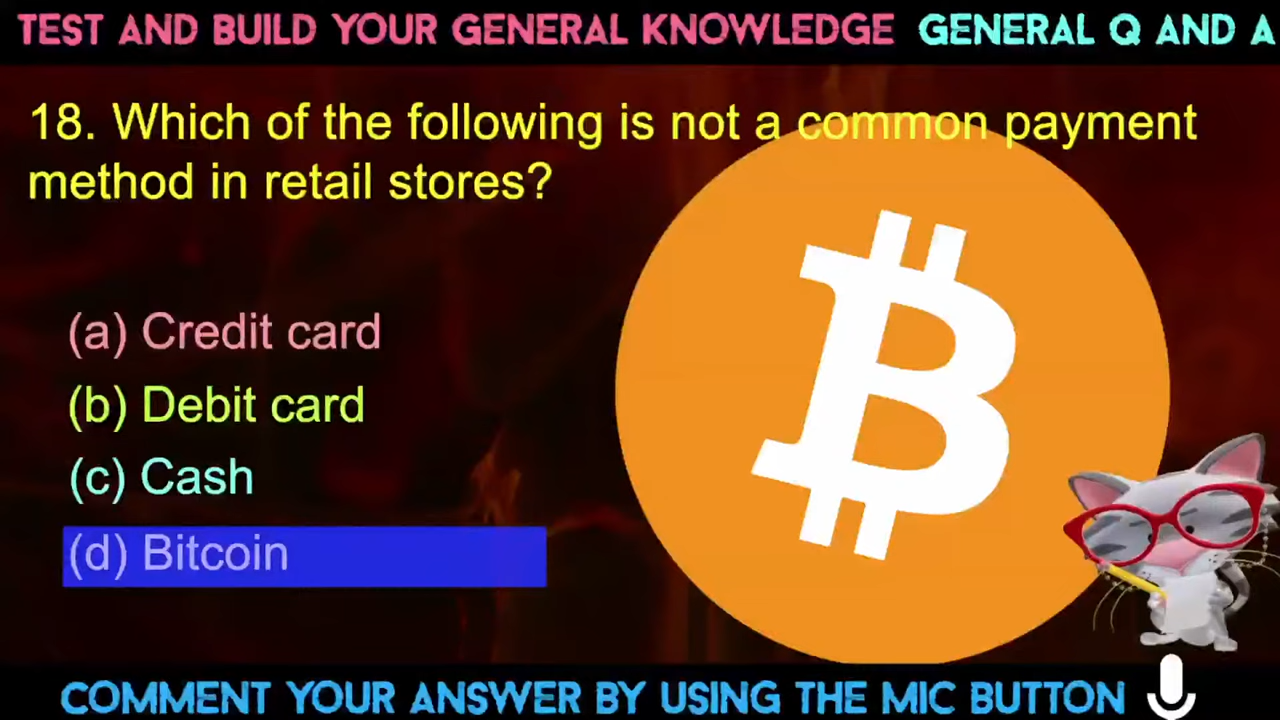 TEST AND BUILD YOUR GENERAL KNOWLEDGE GENERAL Q AND A
18. Which of the following is not a common payment
method in retail stores?
(a) Credit card
(b) Debit card
(c) Cash
(d) Bitcoin
COMMENT YOUR ANSWER BY USING THE MIC BUTTON